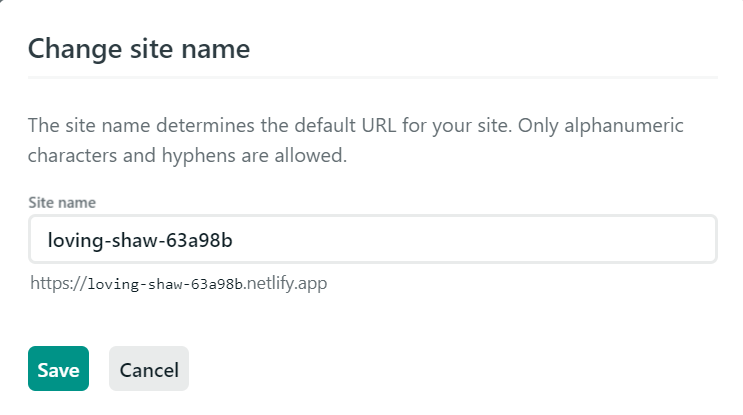 Change site name
The site name determines the default URL for your site. Only alphanumeric
characters and hyphens are allowed.
Site name
loving-shaw-63a98b
https://loving-shaw-63a98b.netlify.app
Save Cancel